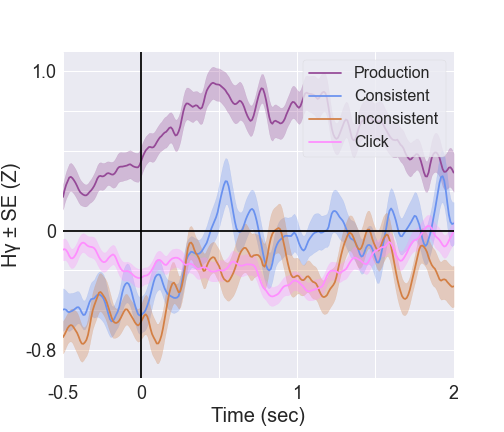 Hγ ± SE (Z)
1.0
0
-0.8
Production
Consistent
Inconsistent
Click
-0.5 0 1 2
Time (sec)